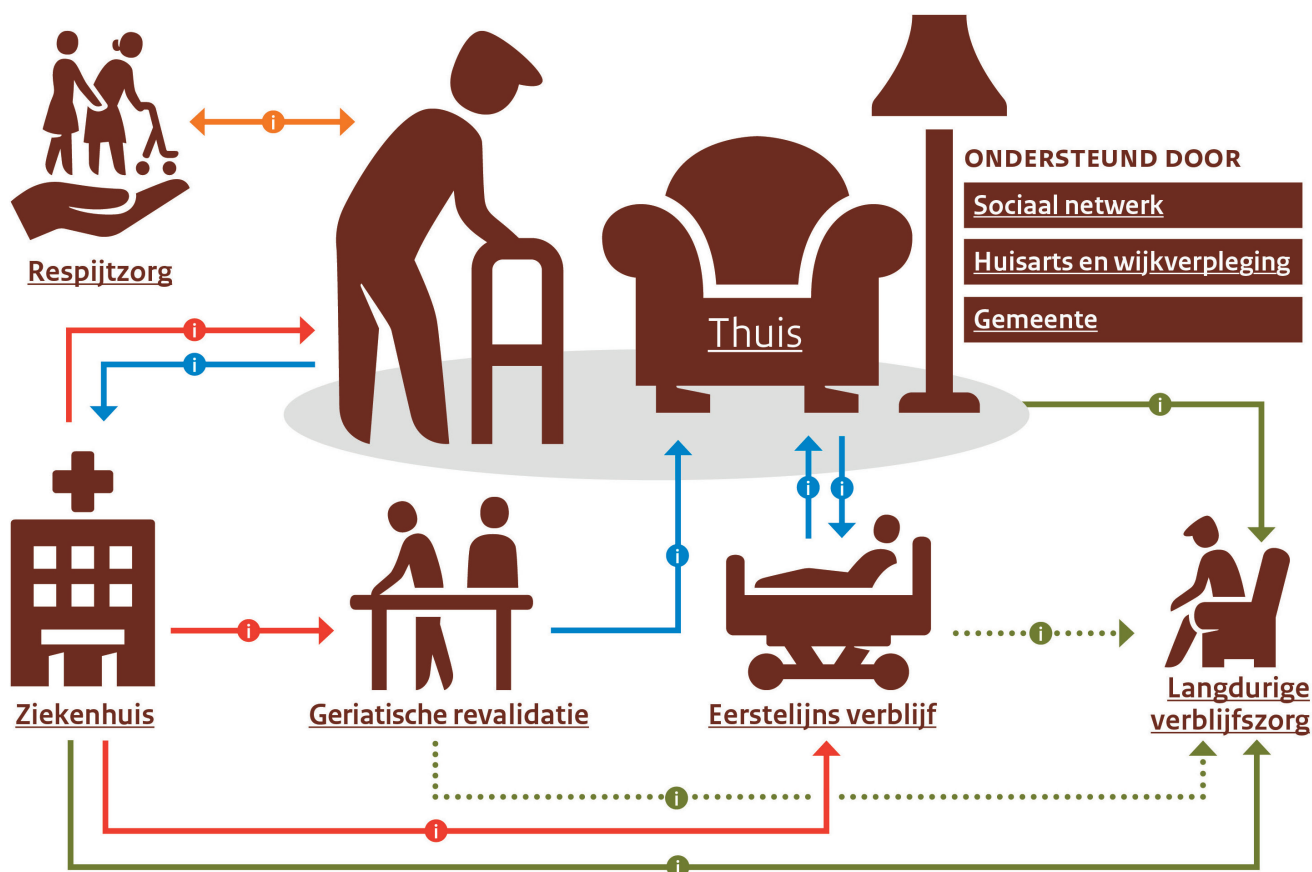 ONDERSTEUND DOOR
Sociaal netwerk
Huisarts en wijkverpleging
Gemeente
Respijtzorg
Thuis
i
i
i
i
i
i
i
i
i
Ziekenhuis
Geriatische revalidatie
Eerstelijns verblijf
Langdurige
verblijfszorg
i
i
i